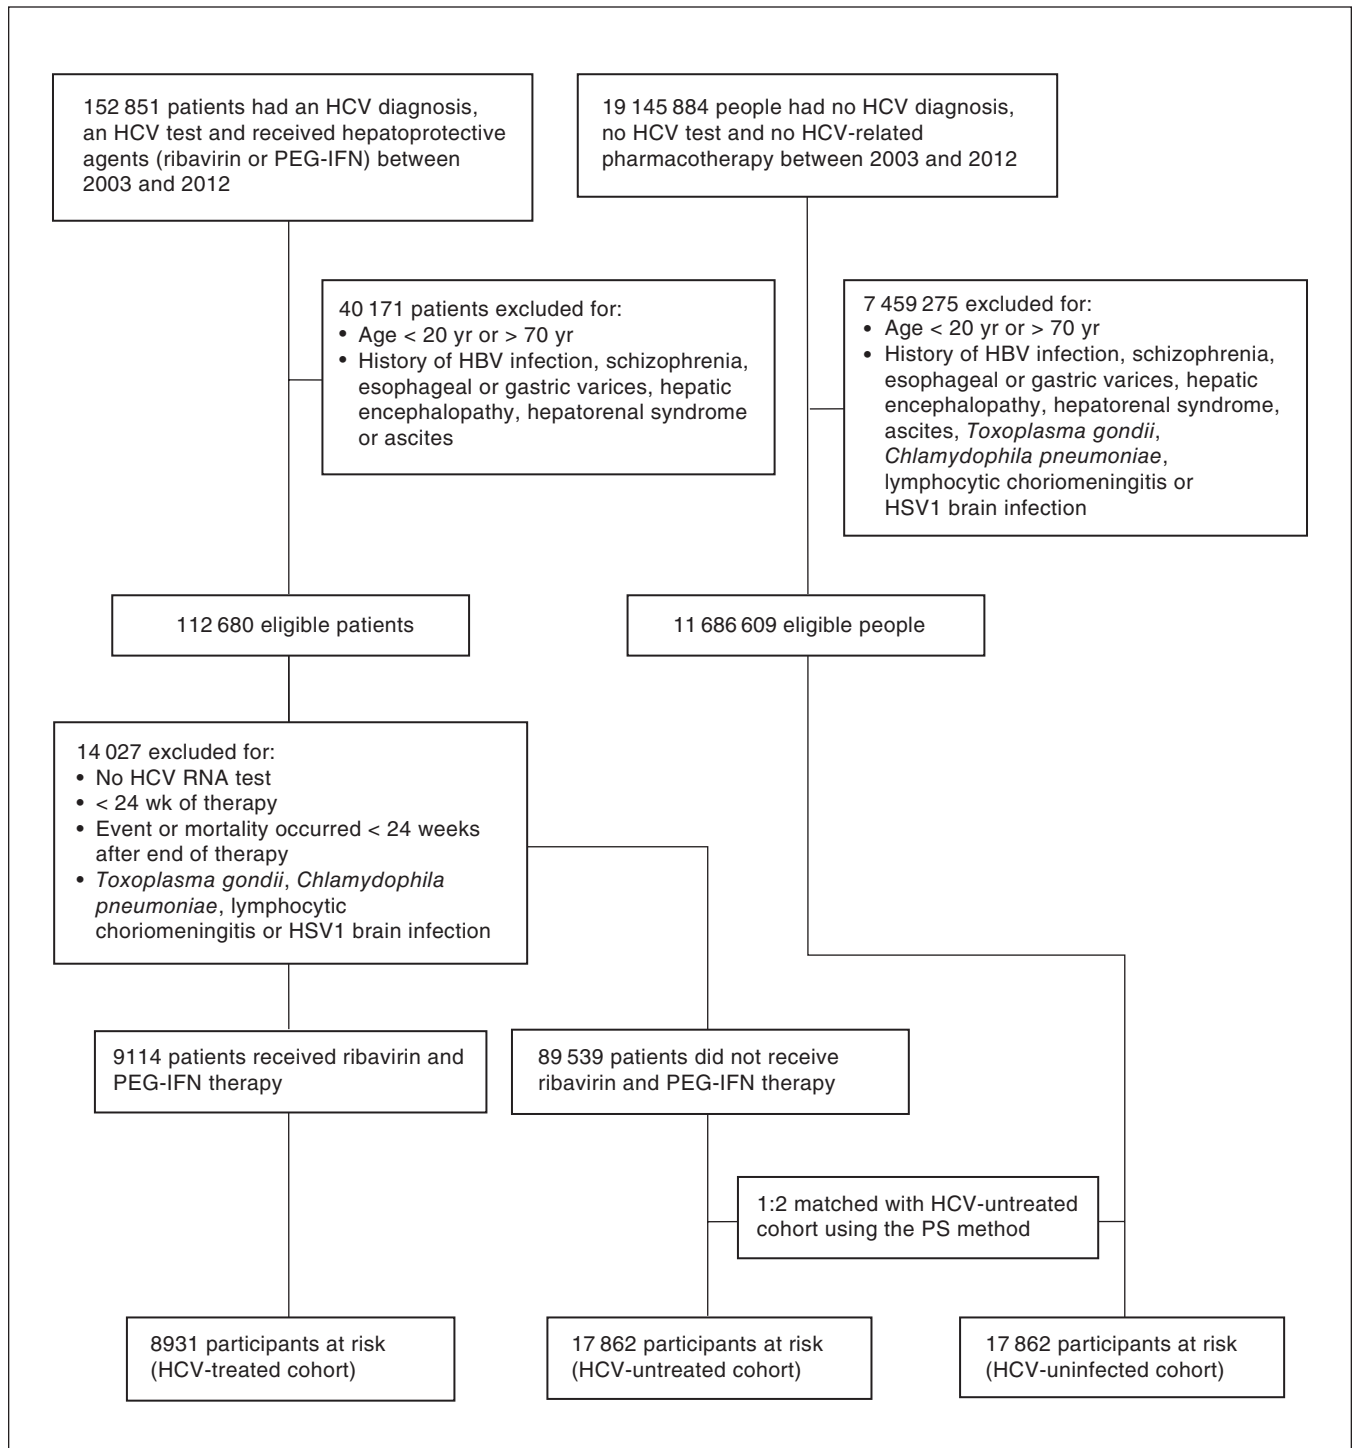 152 851 patients had an HCV diagnosis,
an HCV test and received hepatoprotective
agents (ribavirin or PEG-IFN) between
2003 and 2012
19 145 884 people had no HCV diagnosis,
no HCV test and no HCV-related
pharmacotherapy between 2003 and 2012
40 171 patients excluded for:
• Age < 20 yr or > 70 yr
• History of HBV infection, schizophrenia,
esophageal or gastric varices, hepatic
encephalopathy, hepatorenal syndrome
or ascites
7 459 275 excluded for:
• Age < 20 yr or > 70 yr
• History of HBV infection, schizophrenia,
esophageal or gastric varices, hepatic
encephalopathy, hepatorenal syndrome,
ascites, Toxoplasma gondii,
Chlamydophila pneumoniae,
lymphocytic choriomeningitis or
HSV1 brain infection
112 680 eligible patients
11 686 609 eligible people
14 027 excluded for:
• No HCV RNA test
• < 24 wk of therapy
• Event or mortality occurred < 24 weeks
after end of therapy
• Toxoplasma gondii, Chlamydophila
pneumoniae, lymphocytic
choriomeningitis or HSV1 brain infection
9114 patients received ribavirin and
PEG-IFN therapy
89 539 patients did not receive
ribavirin and PEG-IFN therapy
1:2 matched with HCV-untreated
cohort using the PS method
8931 participants at risk
(HCV-treated cohort)
17 862 participants at risk
(HCV-untreated cohort)
17 862 participants at risk
(HCV-uninfected cohort)